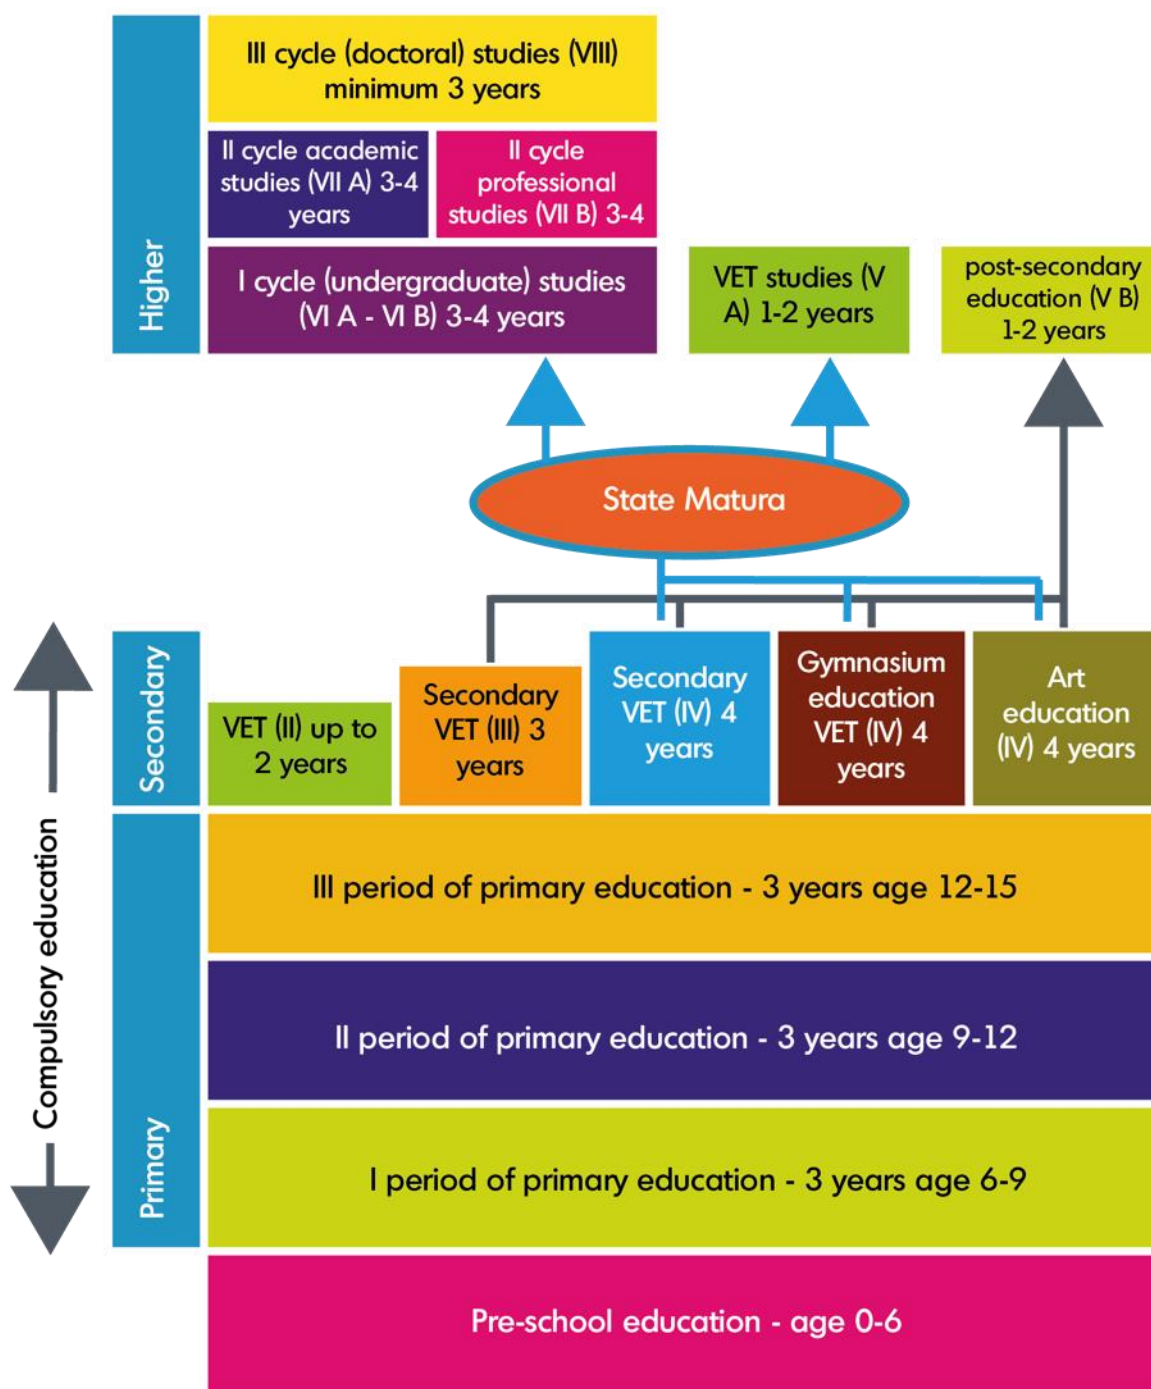 III cycle (doctoral) studies (VIII)
minimum 3 years
II cycle academic
studies (VII A) 3-4
years
II cycle
professional
studies (VII B) 3-4
I cycle (undergraduate) studies
(VI A - VI B) 3-4 years
VET studies (V
A) 1-2 years
post-secondary
education (V B)
1-2 years
Higher
State Matura
Secondary
VET (II) up to
2 years
Secondary
VET (III) 3
years
Secondary
VET (IV) 4
years
Gymnasium
education
VET (IV) 4
years
Art
education
(IV) 4 years
Compulsory education
Primary
III period of primary education - 3 years age 12-15
II period of primary education - 3 years age 9-12
I period of primary education - 3 years age 6-9
Pre-school education - age 0-6